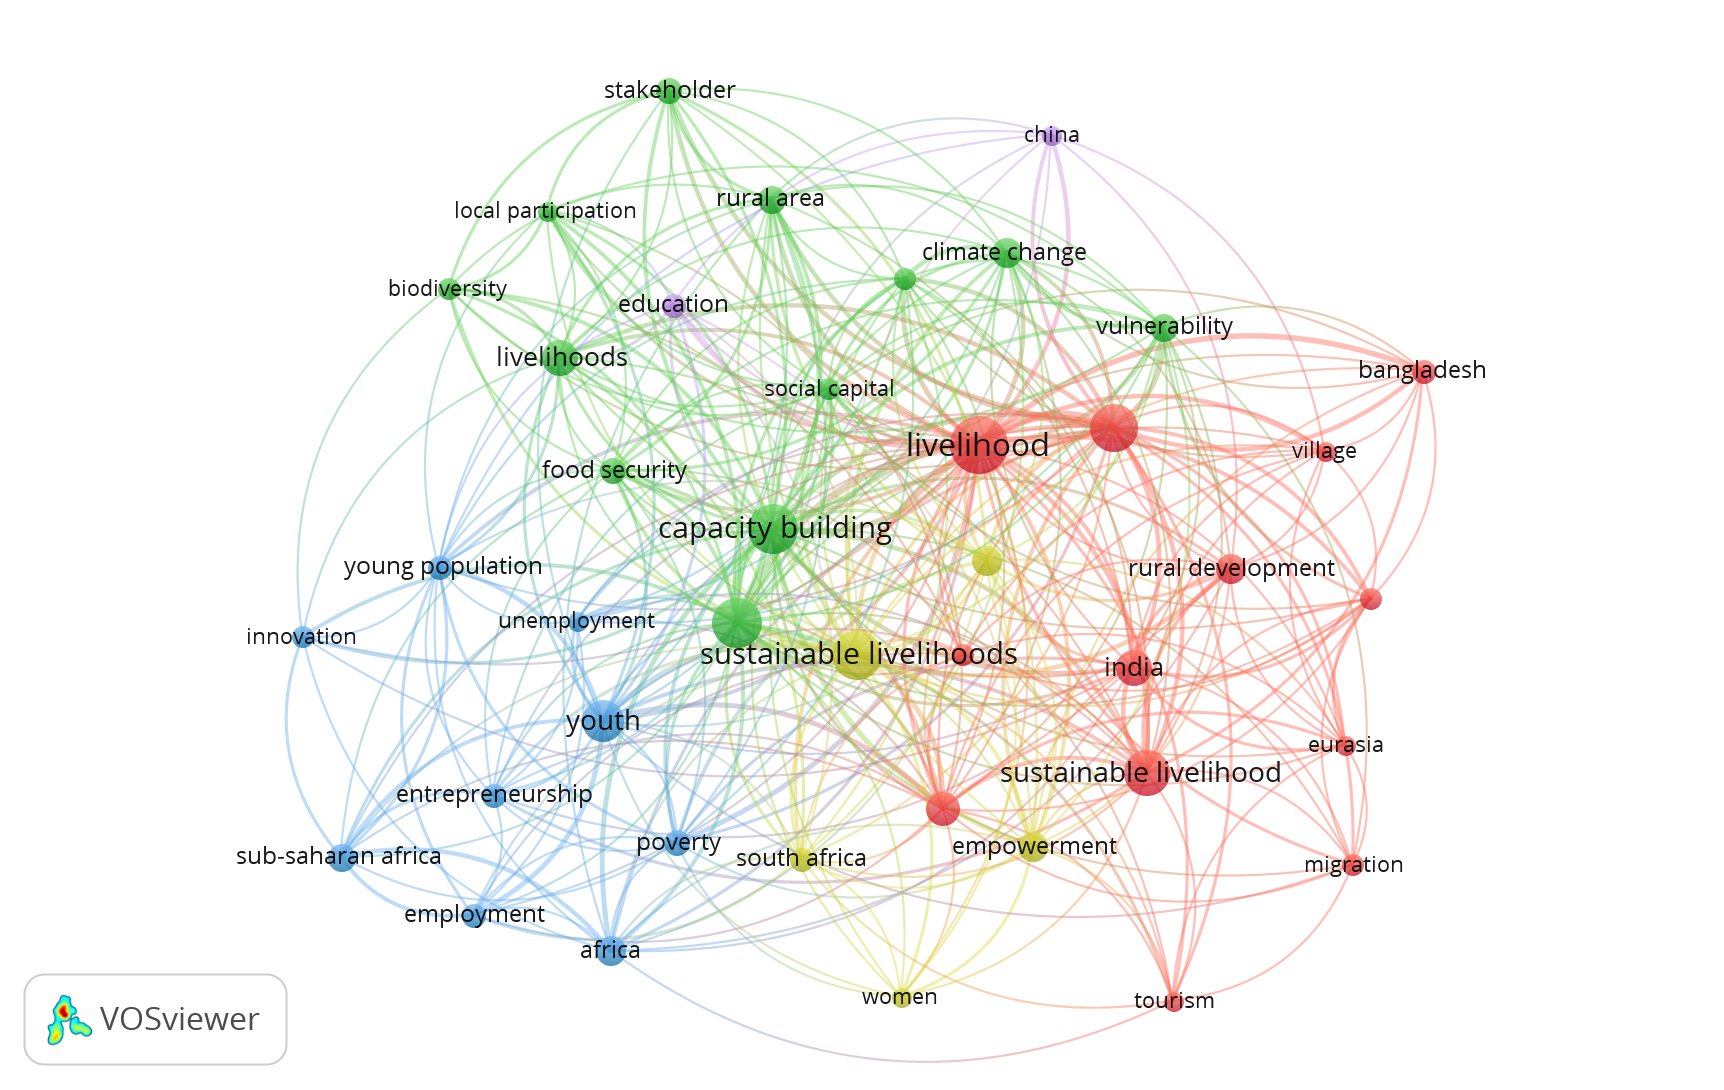 stakeholder
china
rural area
local participation
climate change
biodiversity
education
vulnerability
livelihoods
bangladesh
social capital
livelihood
village
food security
capacity building
young population
rural development
unemployment
innovation
sustainable livelihoods
india
youth
eurasia
sustainable livelihood
entrepreneurship
poverty
empowerment
sub-saharan africa
south africa
migration
employment
africa
women
tourism
VOSviewer